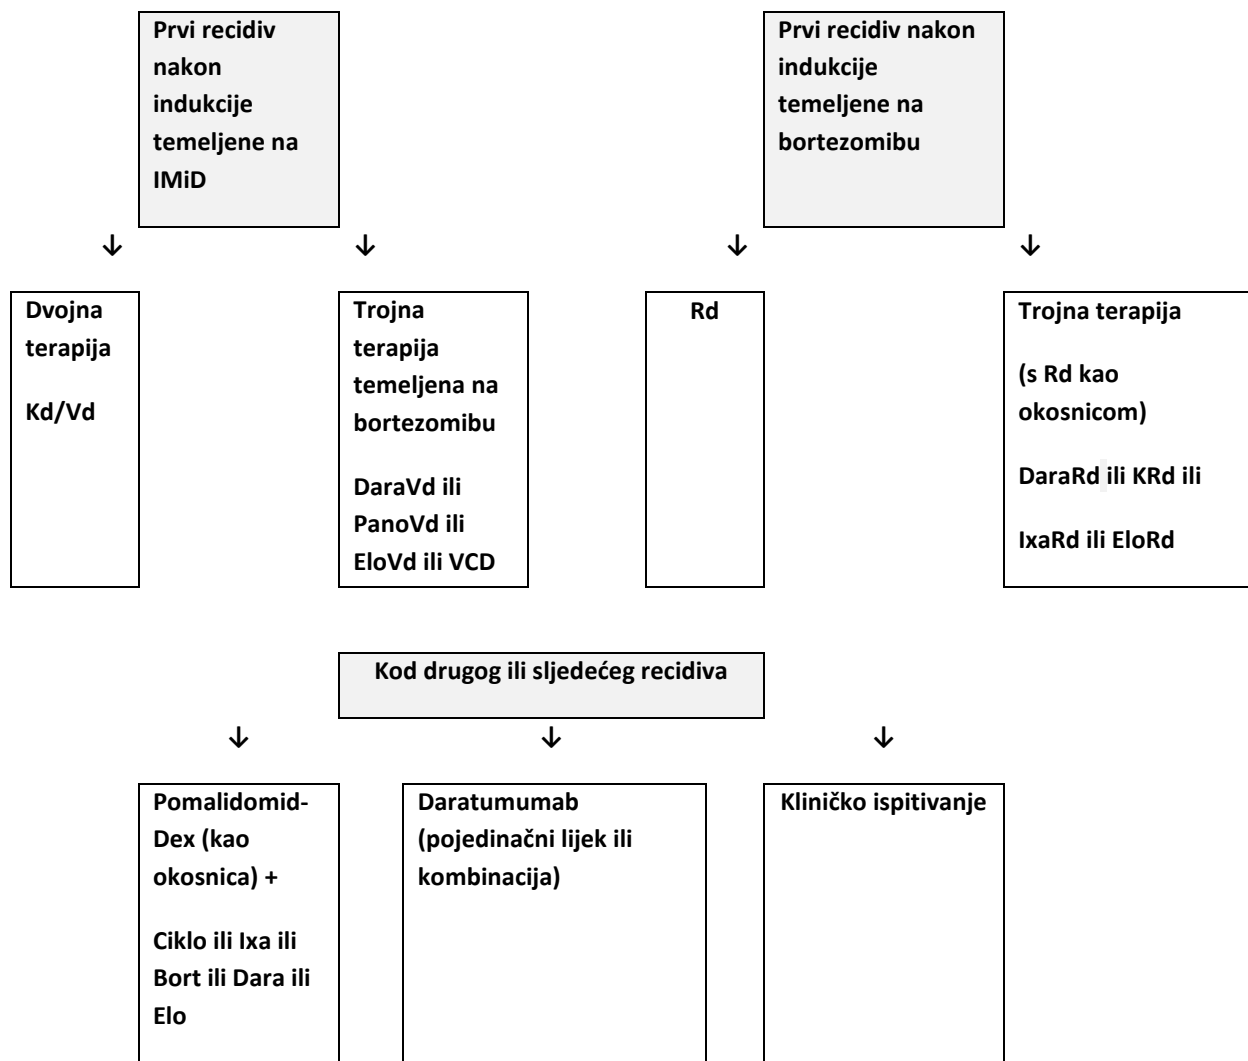 Prvi recidiv
nakon
indukcije
temeljene na
IMiD
Prvi recidiv nakon
indukcije
temeljene na
bortezomibu
Dvojna
terapija
Kd/Vd
Trojna
terapija
temeljena na
bortezomibu
DaraVd ili
PanoVd ili
EloVd ili VCD
Rd
Trojna terapija
(s Rd kao
okosnicom)
DaraRd ili KRd ili
IxaRd ili EloRd
Kod drugog ili sljedećeg recidiva
Pomalidomid-
Dex (kao
okosnica) +
Ciklo ili Ixa ili
Bort ili Dara ili
Elo
Daratumumab
(pojedinačni lijek ili
kombinacija)
Kliničko ispitivanje